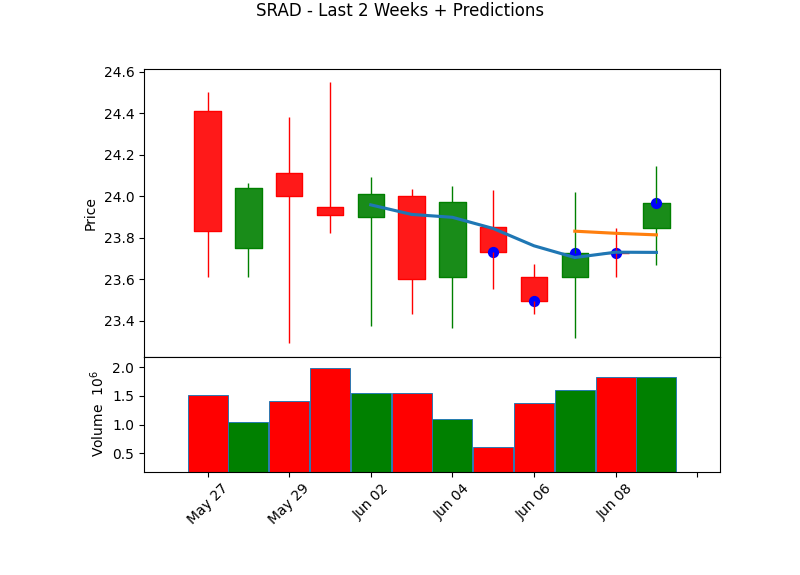 SRAD - Last 2 Weeks + Predictions
24.6
24.4
24.2
24.0
23.8
23.6
23.4
Price
2.0
1.5
1.0
0.5
Volume 10^6
May 27
May 29
Jun 02
Jun 04
Jun 06
Jun 08